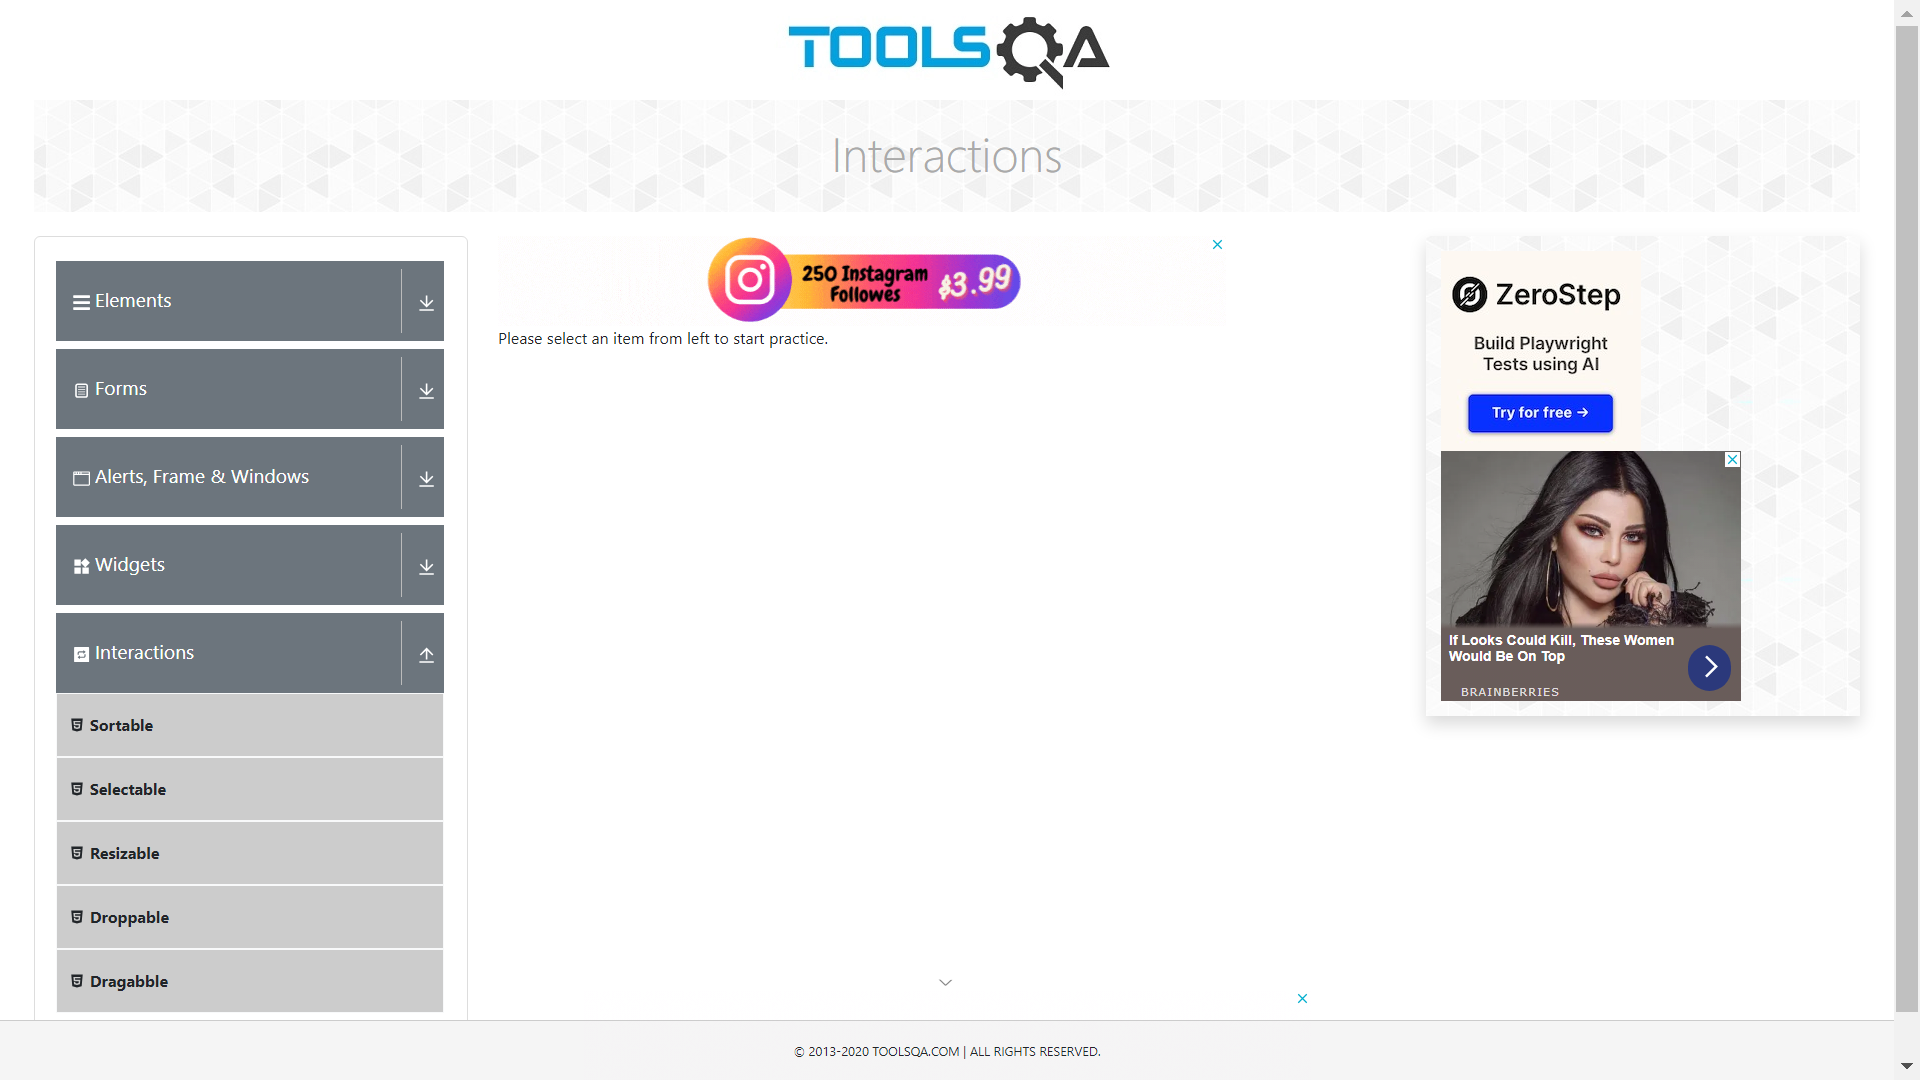 TOOLSQA
Interactions
Elements
Forms
Alerts, Frame & Windows
Widgets
Interactions
Sortable
Selectable
Resizable
Droppable
Dragabble
250 Instagram
Followes
$3.99
Please select an item from left to start practice.
ZeroStep
Build Playwright
Tests using AI
Try for free →
If Looks Could Kill, These Women
Would Be On Top
BRAINBERRIES
© 2013-2020 TOOLSQA.COM | ALL RIGHTS RESERVED.